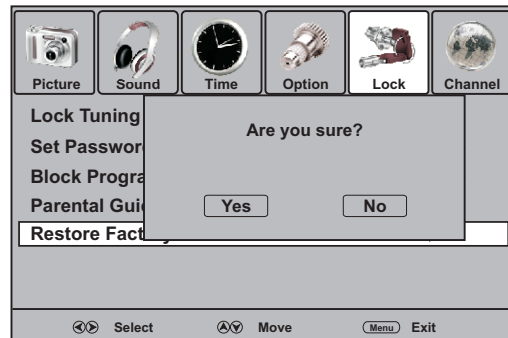 Picture Sound Time Option Lock Channel
Lock Tuning
Set Passwor
Block Progra
Parental Gui
Restore Fact
Are you sure?
Yes No
Select Move Menu Exit